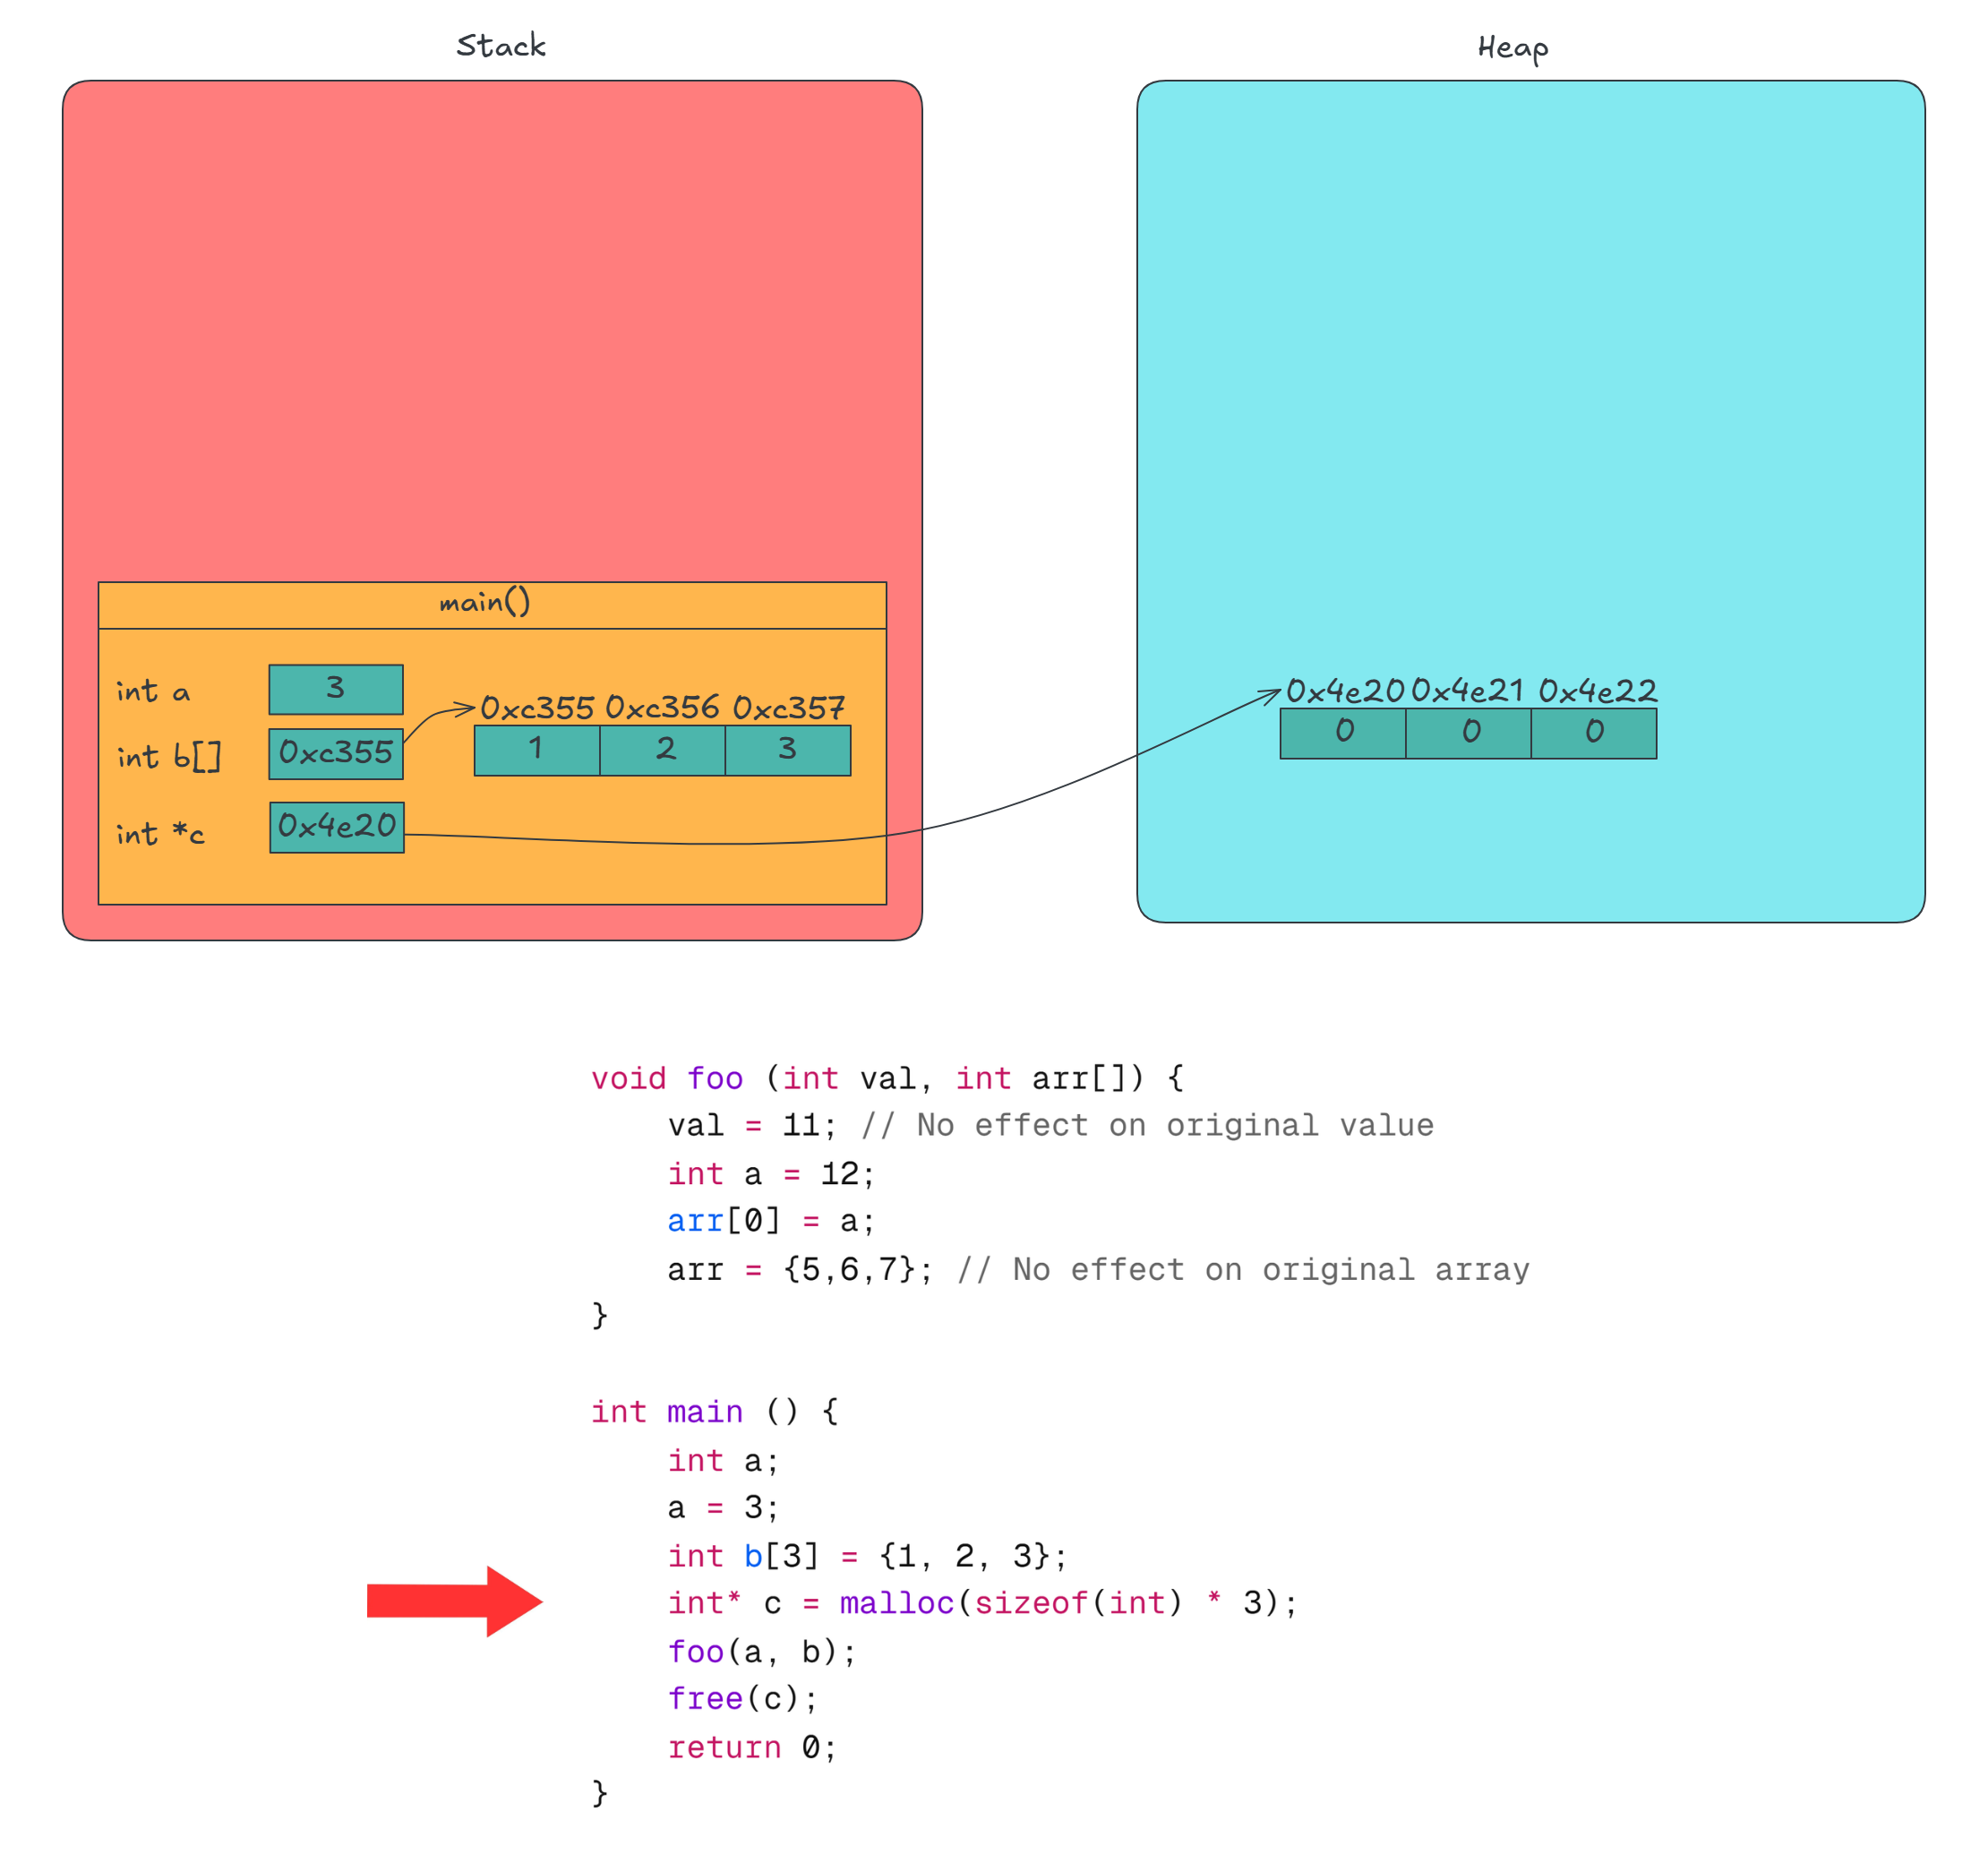 Stack
Heap
main()
int a
3
int b[]
0xc355
0xc355 0xc356 0xc357
1 2 3
int *c
0x4e20
0x4e20 0x4e21 0x4e22
0 0 0
void foo (int val, int arr[]) {
    val = 11; // No effect on original value
    int a = 12;
    arr[0] = a;
    arr = {5,6,7}; // No effect on original array
}
int main () {
    int a;
    a = 3;
    int b[3] = {1, 2, 3};
    int* c = malloc(sizeof(int) * 3);
    foo(a, b);
    free(c);
    return 0;
}